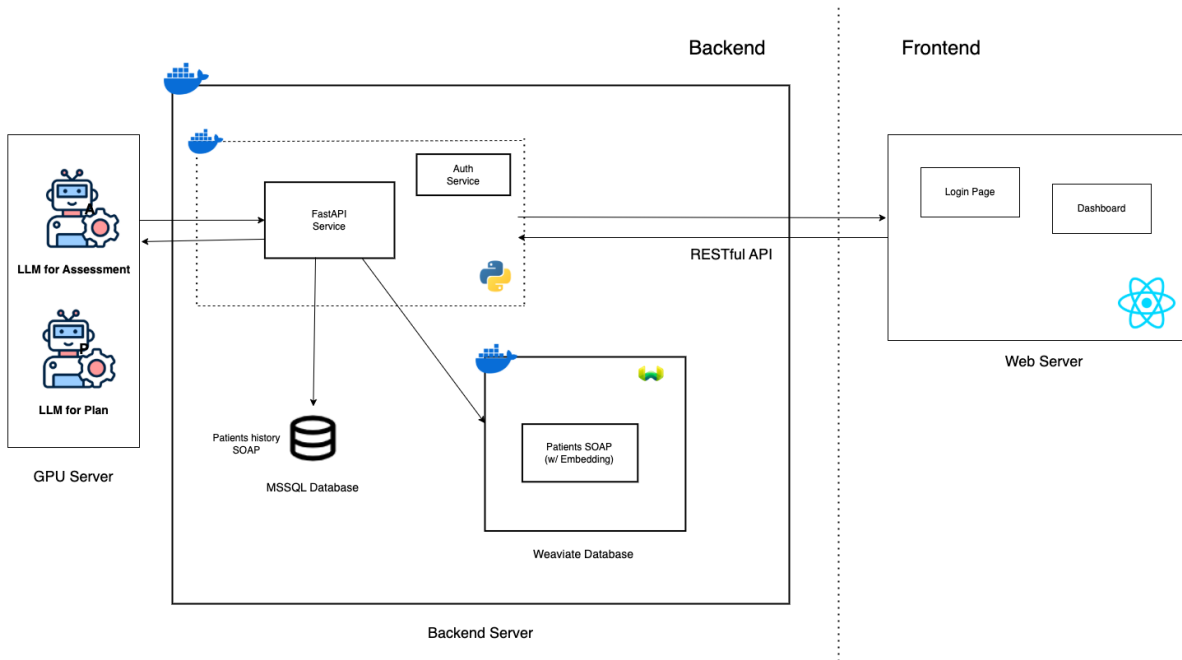 Backend
Frontend
Auth
Service
FastAPI
Service
Login Page
Dashboard
A
LLM for Assessment
RESTful API
P
LLM for Plan
Web Server
Patients history
SOAP
Patients SOAP
(w/ Embedding)
GPU Server
MSSQL Database
Weaviate Database
Backend Server